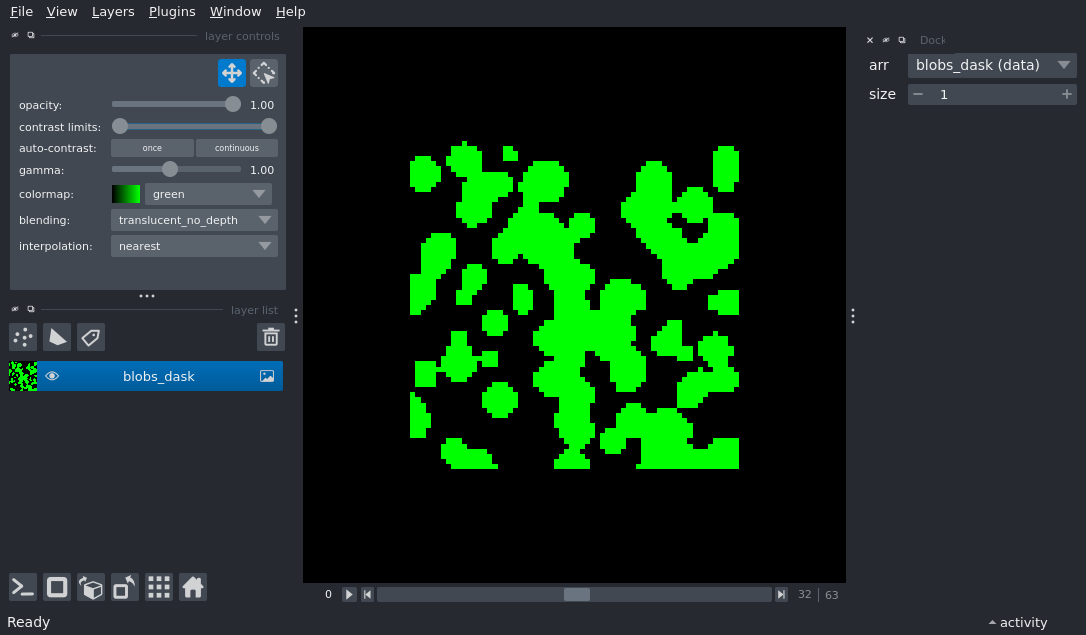 File View Layers Plugins Window Help
layer controls
opacity: 1.00
contrast limits:
auto-contrast: once continuous
gamma: 1.00
colormap: green
blending: translucent_no_depth
interpolation: nearest
layer list
blobs_dask
0 32 63
Dock
arr blobs_dask (data)
size 1
Ready
activity